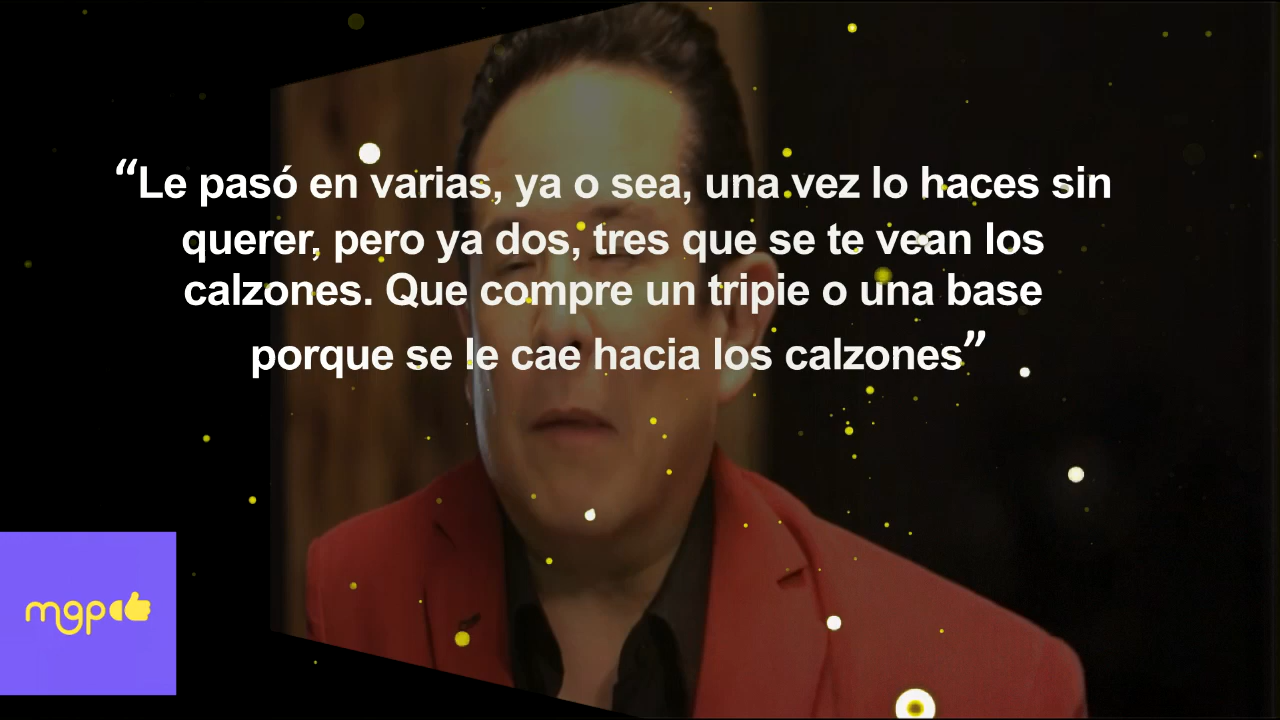 “Le pasó en varias, ya o sea, una vez lo haces sin
querer, pero ya dos, tres que se te vean los
calzones. Que compre un tripie o una base
porque se le cae hacia los calzones”
mgp